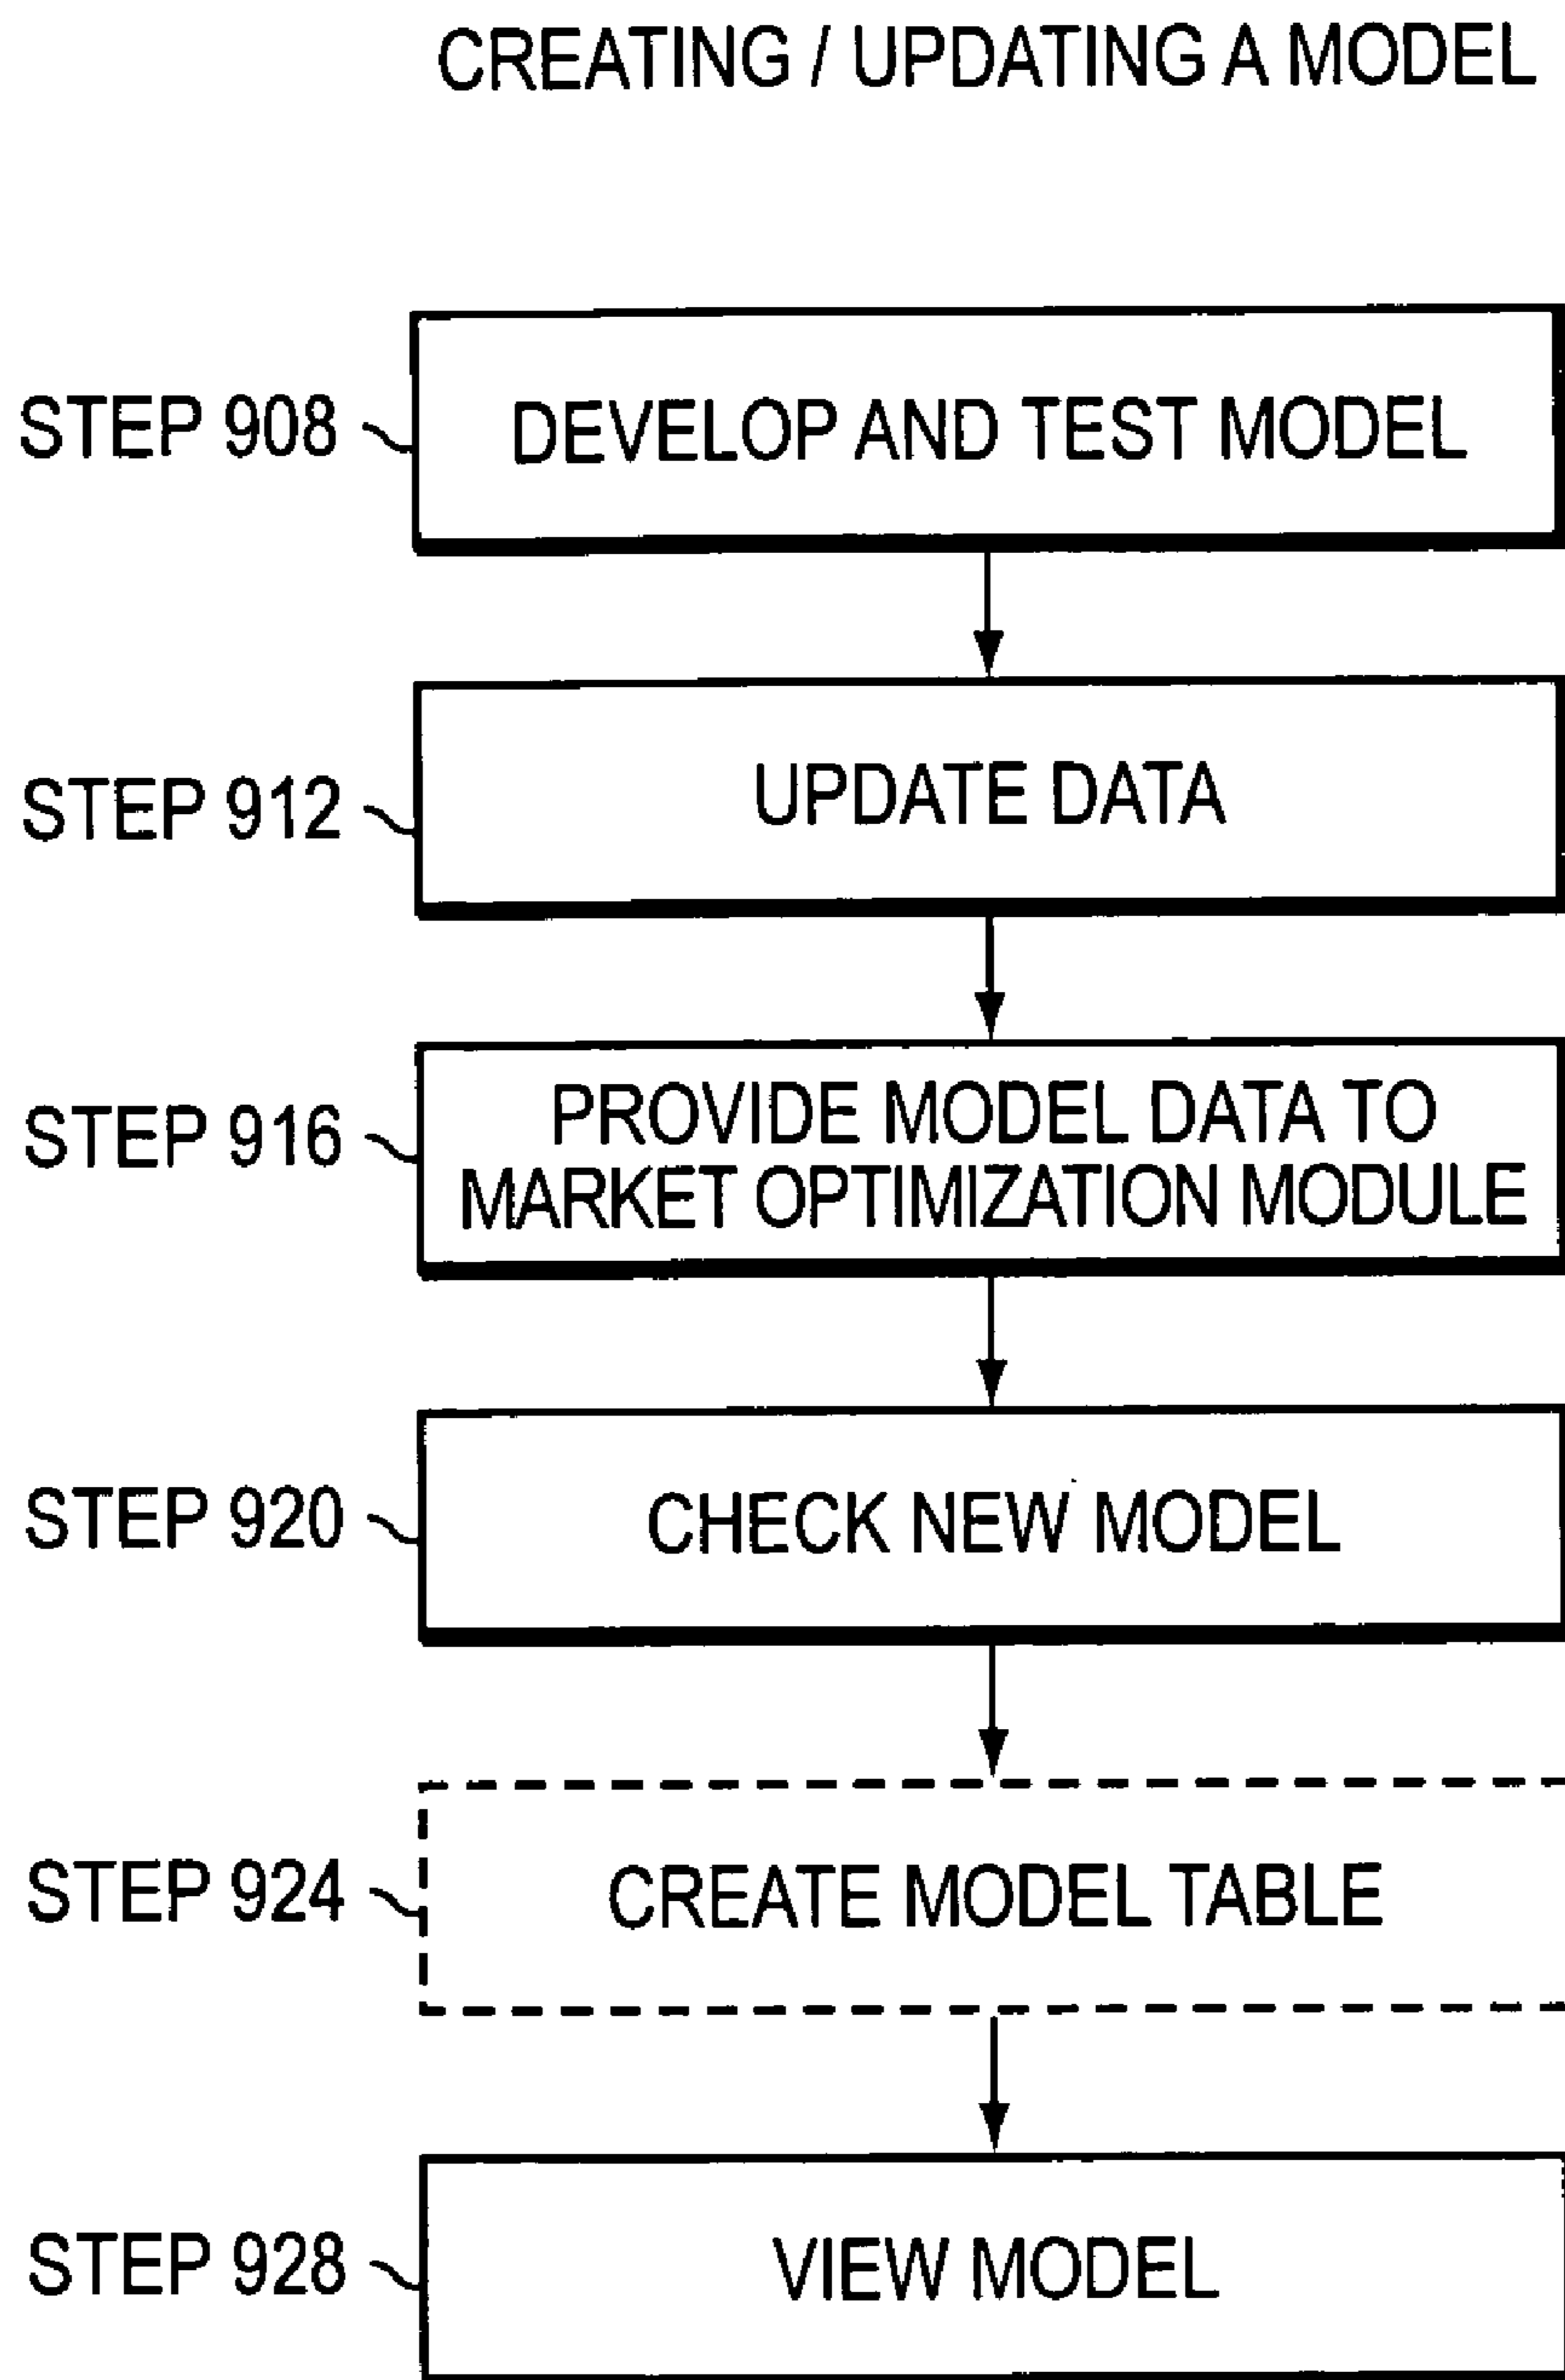 CREATING / UPDATING A MODEL
STEP 908
DEVELOP AND TEST MODEL
STEP 912
UPDATE DATA
STEP 916
PROVIDE MODEL DATA TO
MARKET OPTIMIZATION MODULE
STEP 920
CHECK NEW MODEL
STEP 924
CREATE MODEL TABLE
STEP 928
VIEW MODEL